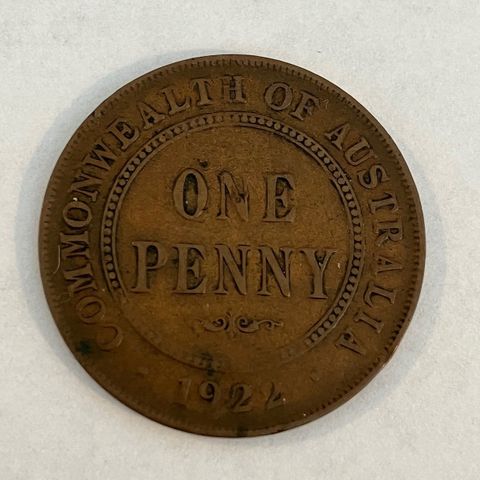 COMMONWEALTH OF AUSTRALIA
ONE
PENNY
1922